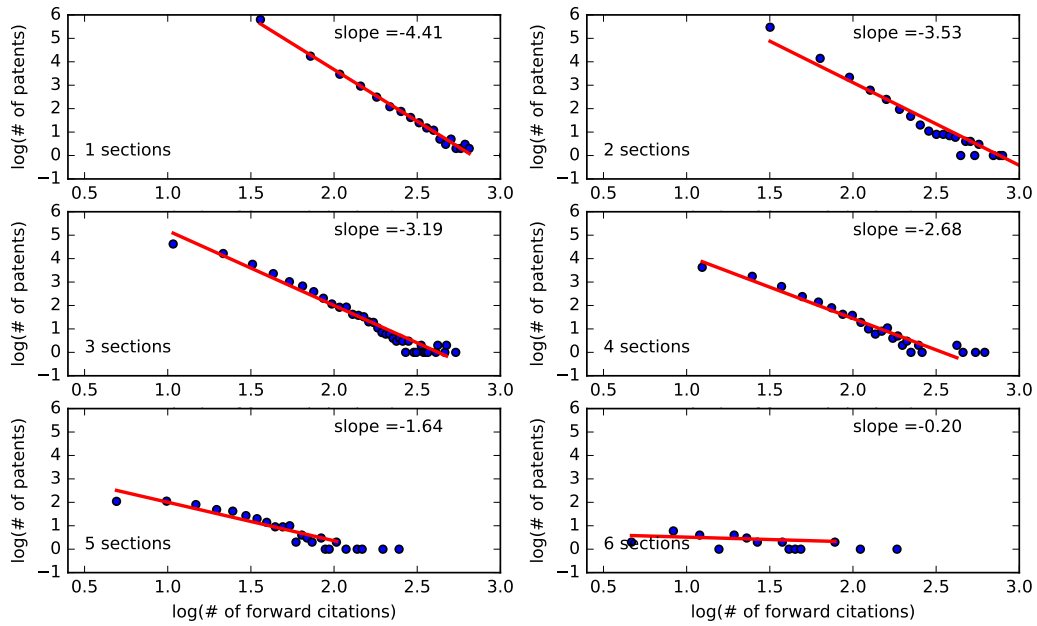 slope =-4.41
6
5
4
3
2
1
0
−1
log(# of patents)
1 sections
0.5 1.0 1.5 2.0 2.5 3.0
slope =-3.53
6
5
4
3
2
1
0
−1
log(# of patents)
2 sections
0.5 1.0 1.5 2.0 2.5 3.0
slope =-3.19
6
5
4
3
2
1
0
−1
log(# of patents)
3 sections
0.5 1.0 1.5 2.0 2.5 3.0
slope =-2.68
6
5
4
3
2
1
0
−1
log(# of patents)
4 sections
0.5 1.0 1.5 2.0 2.5 3.0
slope =-1.64
6
5
4
3
2
1
0
−1
log(# of patents)
5 sections
0.5 1.0 1.5 2.0 2.5 3.0
log(# of forward citations)
slope =-0.20
6
5
4
3
2
1
0
−1
log(# of patents)
6 sections
0.5 1.0 1.5 2.0 2.5 3.0
log(# of forward citations)